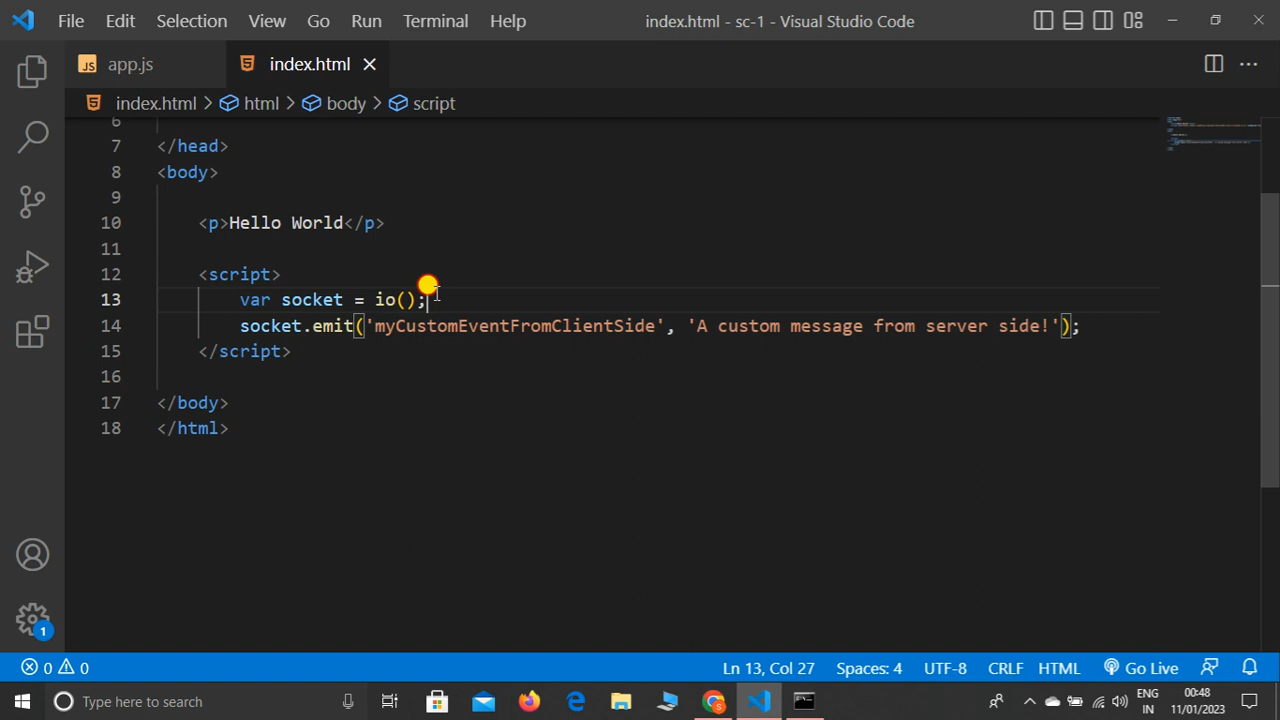 File Edit Selection View Go Run Terminal Help index.html - sc-1 - Visual Studio Code
JS app.js index.html
index.html > html > body > script
6
7 </head>
8 <body>
9
10 <p>Hello World</p>
11
12 <script>
13 var socket = io();
14 socket.emit('myCustomEventFromClientSide', 'A custom message from server side!');
15 </script>
16
17 </body>
18 </html>
1
0 0 Ln 13, Col 27 Spaces: 4 UTF-8 CRLF HTML Go Live
Type here to search
ENG 00:48
IN 11/01/2023